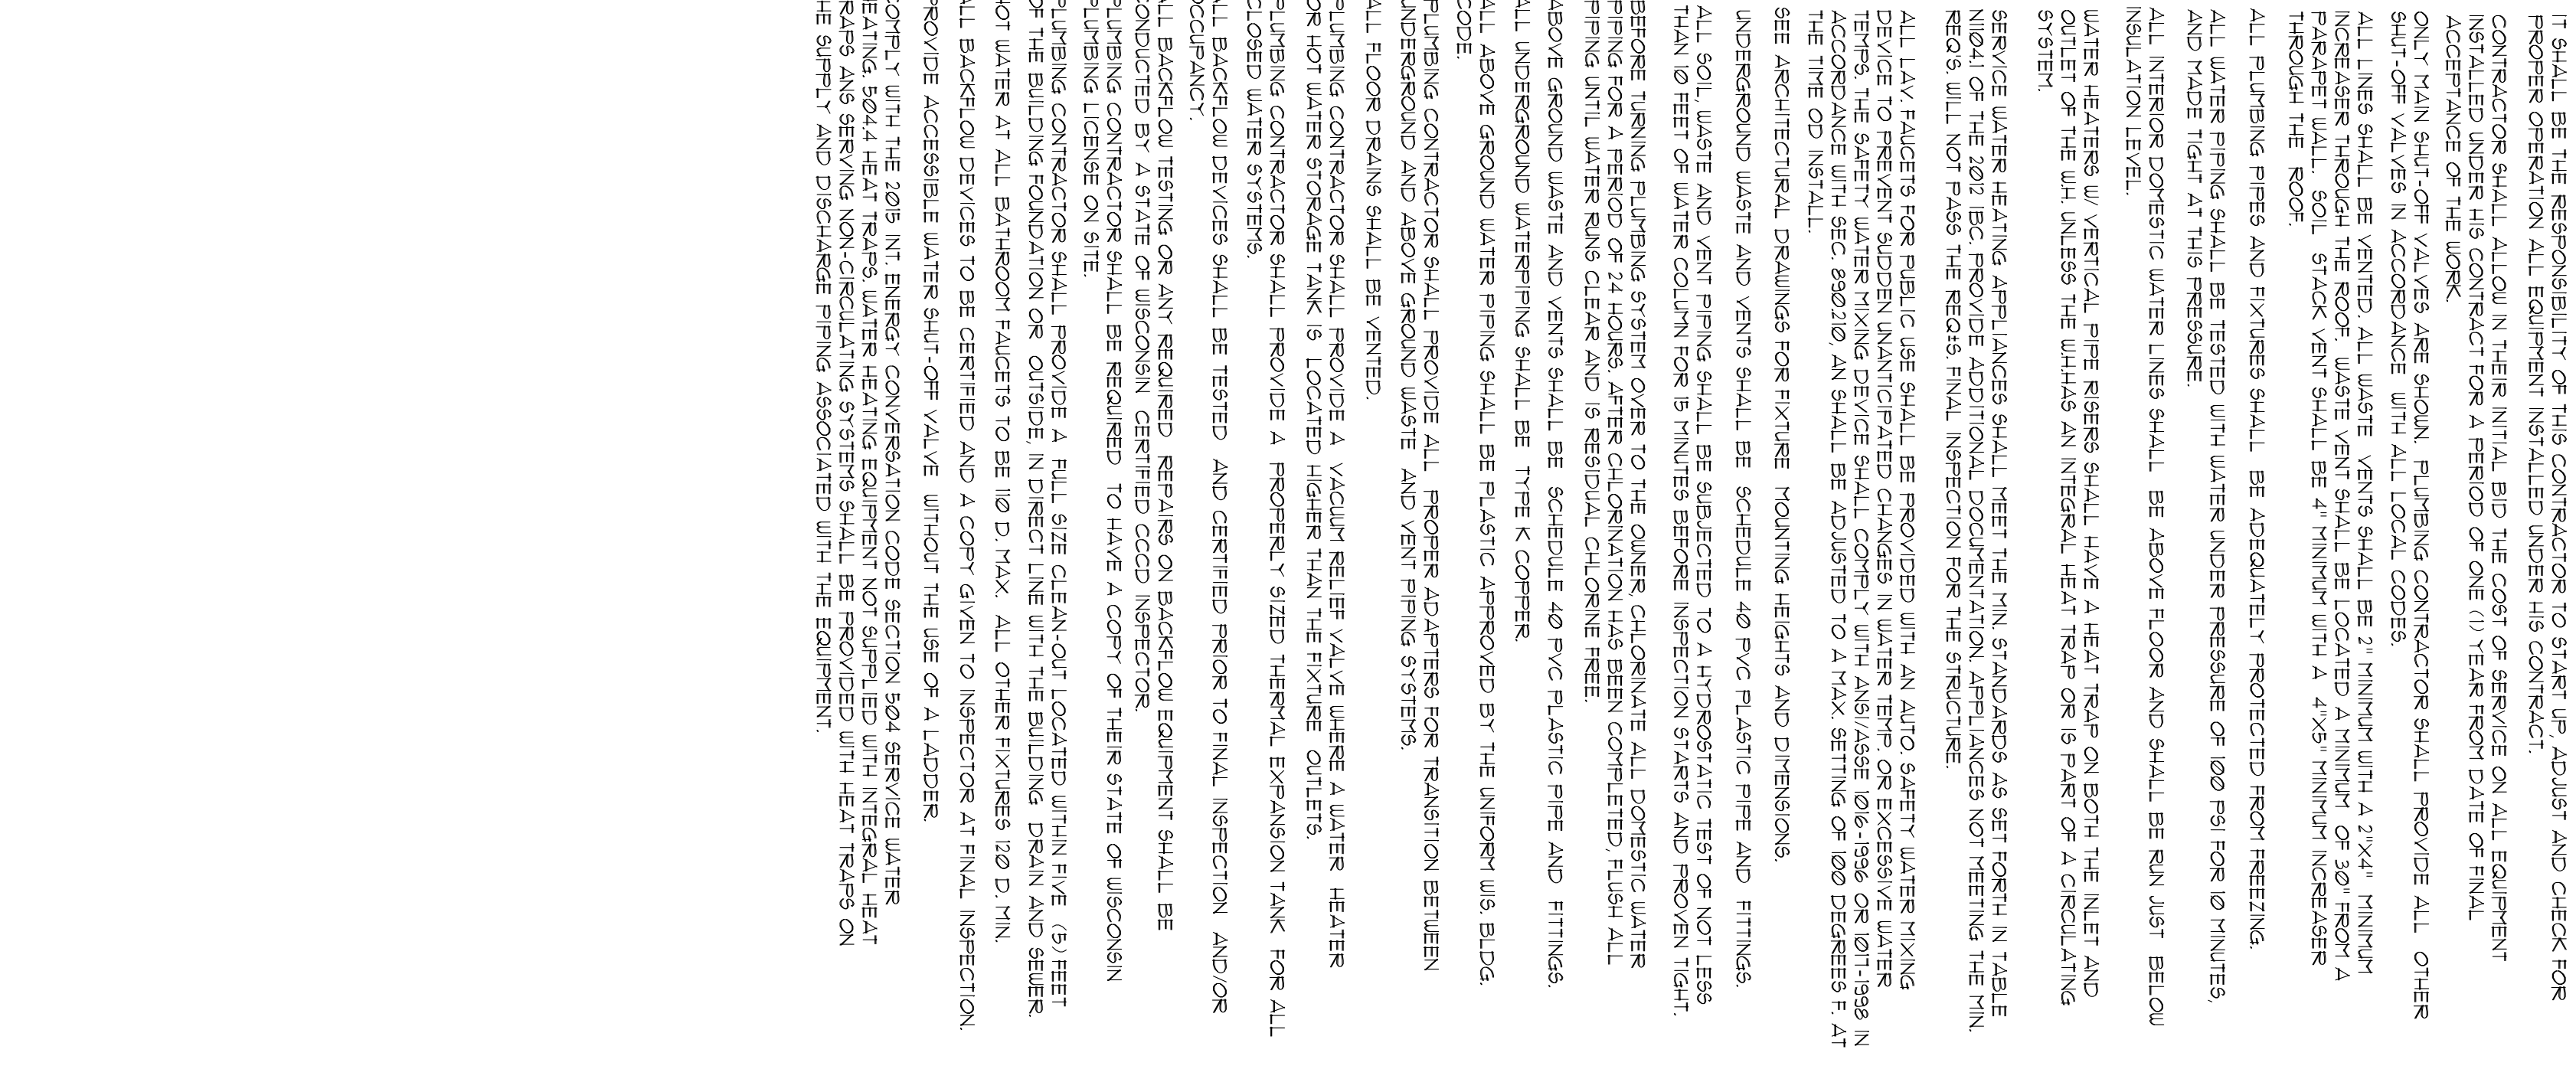 IT SHALL BE THE RESPONSIBILITY OF THIS CONTRACTOR TO START UP, ADJUST AND CHECK FOR
PROPER OPERATION ALL EQUIPMENT INSTALLED UNDER HIS CONTRACT.
CONTRACTOR SHALL ALLOW IN THEIR INITIAL BID THE COST OF SERVICE ON ALL EQUIPMENT
INSTALLED UNDER HIS CONTRACT FOR A PERIOD OF ONE (1) YEAR FROM DATE OF FINAL
ACCEPTANCE OF THE WORK.
ONLY MAIN SHUT-OFF VALVES ARE SHOWN. PLUMBING CONTRACTOR SHALL PROVIDE ALL OTHER
SHUT-OFF VALVES IN ACCORDANCE WITH ALL LOCAL CODES.
ALL LINES SHALL BE VENTED. ALL WASTE VENTS SHALL BE 2" MINIMUM WITH A 2"X4" MINIMUM
INCREASER THROUGH THE ROOF. WASTE VENT SHALL BE LOCATED A MINIMUM OF 30" FROM A
PARAPET WALL. SOIL STACK VENT SHALL BE 4" MINIMUM WITH A 4"X5" MINIMUM INCREASER
THROUGH THE ROOF.
ALL PLUMBING PIPES AND FIXTURES SHALL BE ADEQUATELY PROTECTED FROM FREEZING.
ALL WATER PIPING SHALL BE TESTED WITH WATER UNDER PRESSURE OF 100 PSI FOR 10 MINUTES,
AND MADE TIGHT AT THIS PRESSURE.
ALL INTERIOR DOMESTIC WATER LINES SHALL BE ABOVE FLOOR AND SHALL BE RUN JUST BELOW
INSULATION LEVEL.
WATER HEATERS W/ VERTICAL PIPE RISERS SHALL HAVE A HEAT TRAP ON BOTH THE INLET AND
OUTLET OF THE W.H. UNLESS THE W.H.HAS AN INTEGRAL HEAT TRAP OR IS PART OF A CIRCULATING
SYSTEM.
SERVICE WATER HEATING APPLIANCES SHALL MEET THE MIN. STANDARDS AS SET FORTH IN TABLE
N1104.1 OF THE 2012 IBC. PROVIDE ADDITIONAL DOCUMENTATION. APPLIANCES NOT MEETING THE MIN.
REQ'S. WILL NOT PASS THE REQ±S. FINAL INSPECTION FOR THE STRUCTURE.
ALL LAV. FAUCETS FOR PUBLIC USE SHALL BE PROVIDED WITH AN AUTO. SAFETY WATER MIXING
DEVICE TO PREVENT SUDDEN UNANTICIPATED CHANGES IN WATER TEMP. OR EXCESSIVE WATER
TEMPS. THE SAFETY WATER MIXING DEVICE SHALL COMPLY WITH ANSI/ASSE 1016-1996 OR 1017-1998 IN
ACCORDANCE WITH SEC. 890.210, AN SHALL BE ADJUSTED TO A MAX. SETTING OF 100 DEGREES F. AT
THE TIME OD INSTALL.
SEE ARCHITECTURAL DRAWINGS FOR FIXTURE MOUNTING HEIGHTS AND DIMENSIONS.
UNDERGROUND WASTE AND VENTS SHALL BE SCHEDULE 40 PVC PLASTIC PIPE AND FITTINGS.
ALL SOIL, WASTE AND VENT PIPING SHALL BE SUBJECTED TO A HYDROSTATIC TEST OF NOT LESS
THAN 10 FEET OF WATER COLUMN FOR 15 MINUTES BEFORE INSPECTION STARTS AND PROVEN TIGHT.
BEFORE TURNING PLUMBING SYSTEM OVER TO THE OWNER, CHLORINATE ALL DOMESTIC WATER
PIPING FOR A PERIOD OF 24 HOURS. AFTER CHLORINATION HAS BEEN COMPLETED, FLUSH ALL
PIPING UNTIL WATER RUNS CLEAR AND IS RESIDUAL CHLORINE FREE.
ABOVE GROUND WASTE AND VENTS SHALL BE SCHEDULE 40 PVC PLASTIC PIPE AND FITTINGS.
ALL UNDERGROUND WATERPIPING SHALL BE TYPE K COPPER.
ALL ABOVE GROUND WATER PIPING SHALL BE PLASTIC APPROVED BY THE UNIFORM WIS. BLDG.
CODE.
PLUMBING CONTRACTOR SHALL PROVIDE ALL PROPER ADAPTERS FOR TRANSITION BETWEEN
UNDERGROUND AND ABOVE GROUND WASTE AND VENT PIPING SYSTEMS.
ALL FLOOR DRAINS SHALL BE VENTED.
PLUMBING CONTRACTOR SHALL PROVIDE A VACUUM RELIEF VALVE WHERE A WATER HEATER
OR HOT WATER STORAGE TANK IS LOCATED HIGHER THAN THE FIXTURE OUTLETS.
PLUMBING CONTRACTOR SHALL PROVIDE A PROPERLY SIZED THERMAL EXPANSION TANK FOR ALL
CLOSED WATER SYSTEMS.
ALL BACKFLOW DEVICES SHALL BE TESTED AND CERTIFIED PRIOR TO FINAL INSPECTION AND/OR
OCCUPANCY.
ALL BACKFLOW TESTING OR ANY REQUIRED REPAIRS ON BACKFLOW EQUIPMENT SHALL BE
CONDUCTED BY A STATE OF WISCONSIN CERTIFIED CCCD INSPECTOR.
PLUMBING CONTRACTOR SHALL BE REQUIRED TO HAVE A COPY OF THEIR STATE OF WISCONSIN
PLUMBING LICENSE ON SITE.
PLUMBING CONTRACTOR SHALL PROVIDE A FULL SIZE CLEAN-OUT LOCATED WITHIN FIVE (5) FEET
OF THE BUILDING FOUNDATION OR OUTSIDE, IN DIRECT LINE WITH THE BUILDING DRAIN AND SEWER.
HOT WATER AT ALL BATHROOM FAUCETS TO BE 110 D. MAX. ALL OTHER FIXTURES 120 D. MIN.
ALL BACKFLOW DEVICES TO BE CERTIFIED AND A COPY GIVEN TO INSPECTOR AT FINAL INSPECTION.
PROVIDE ACCESSIBLE WATER SHUT-OFF VALVE WITHOUT THE USE OF A LADDER.
COMPLY WITH THE 2015 INT. ENERGY CONVERSATION CODE SECTION 504 SERVICE WATER
HEATING. 504.4 HEAT TRAPS. WATER HEATING EQUIPMENT NOT SUPPLIED WITH INTEGRAL HEAT
TRAPS ANS SERVING NON-CIRCULATING SYSTEMS SHALL BE PROVIDED WITH HEAT TRAPS ON
THE SUPPLY AND DISCHARGE PIPING ASSOCIATED WITH THE EQUIPMENT.